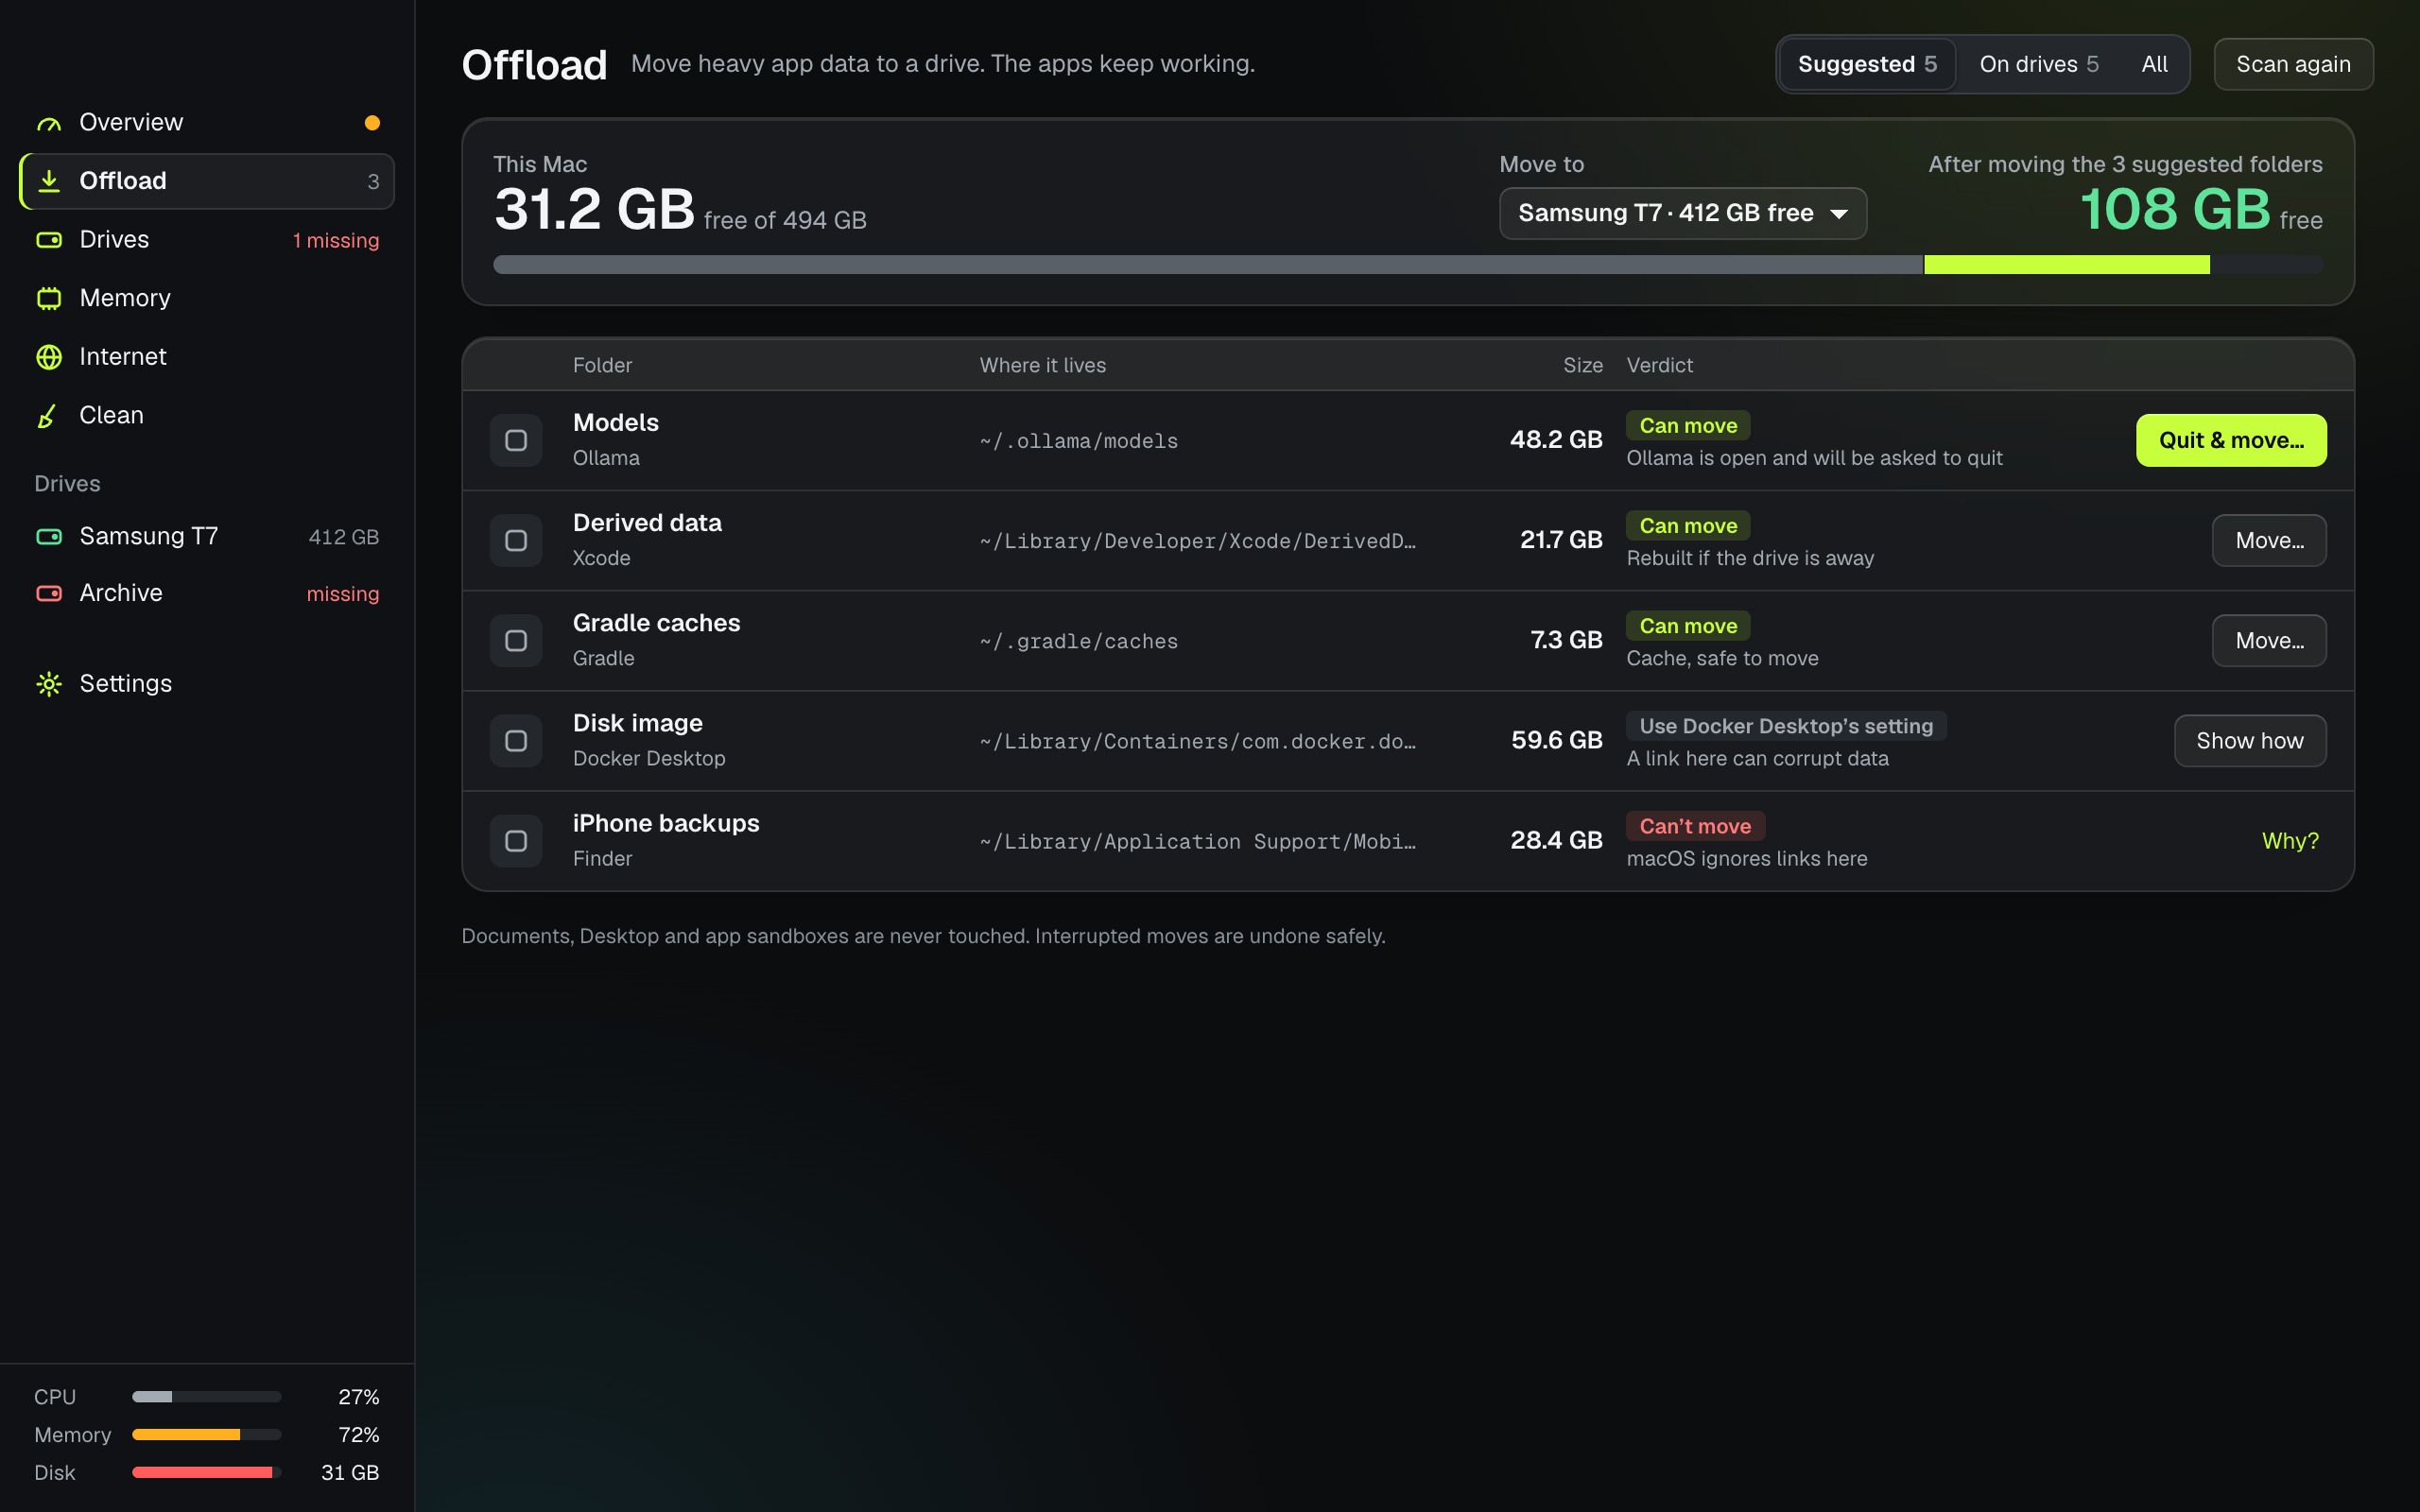 Overview
Offload 3
Drives 1 missing
Memory
Internet
Clean
Drives
Samsung T7 412 GB
Archive missing
Settings
CPU 27%
Memory 72%
Disk 31 GB
Offload Move heavy app data to a drive. The apps keep working. Suggested 5 On drives 5 All Scan again
This Mac Move to After moving the 3 suggested folders
31.2 GB free of 494 GB Samsung T7 · 412 GB free 108 GB free
Folder Where it lives Size Verdict
Models Can move
~/.ollama/models 48.2 GB Quit & move…
Ollama Ollama is open and will be asked to quit
Derived data Can move
~/Library/Developer/Xcode/DerivedD… 21.7 GB Move…
Xcode Rebuilt if the drive is away
Gradle caches Can move
~/.gradle/caches 7.3 GB Move…
Gradle Cache, safe to move
Disk image Use Docker Desktop’s setting
~/Library/Containers/com.docker.do… 59.6 GB Show how
Docker Desktop A link here can corrupt data
iPhone backups Can’t move
~/Library/Application Support/Mobi… 28.4 GB Why?
Finder macOS ignores links here
Documents, Desktop and app sandboxes are never touched. Interrupted moves are undone safely.